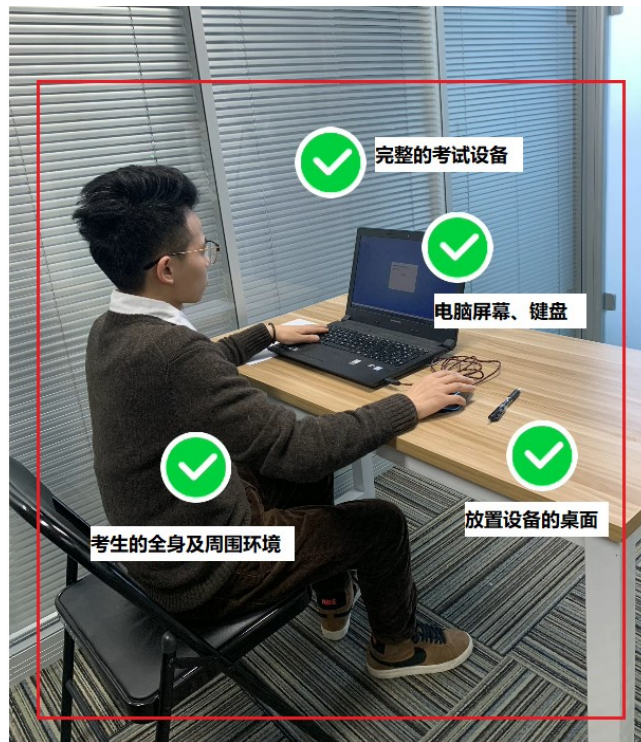 完整的考试设备
电脑屏幕、键盘
放置设备的桌面
考生的全身及周围环境